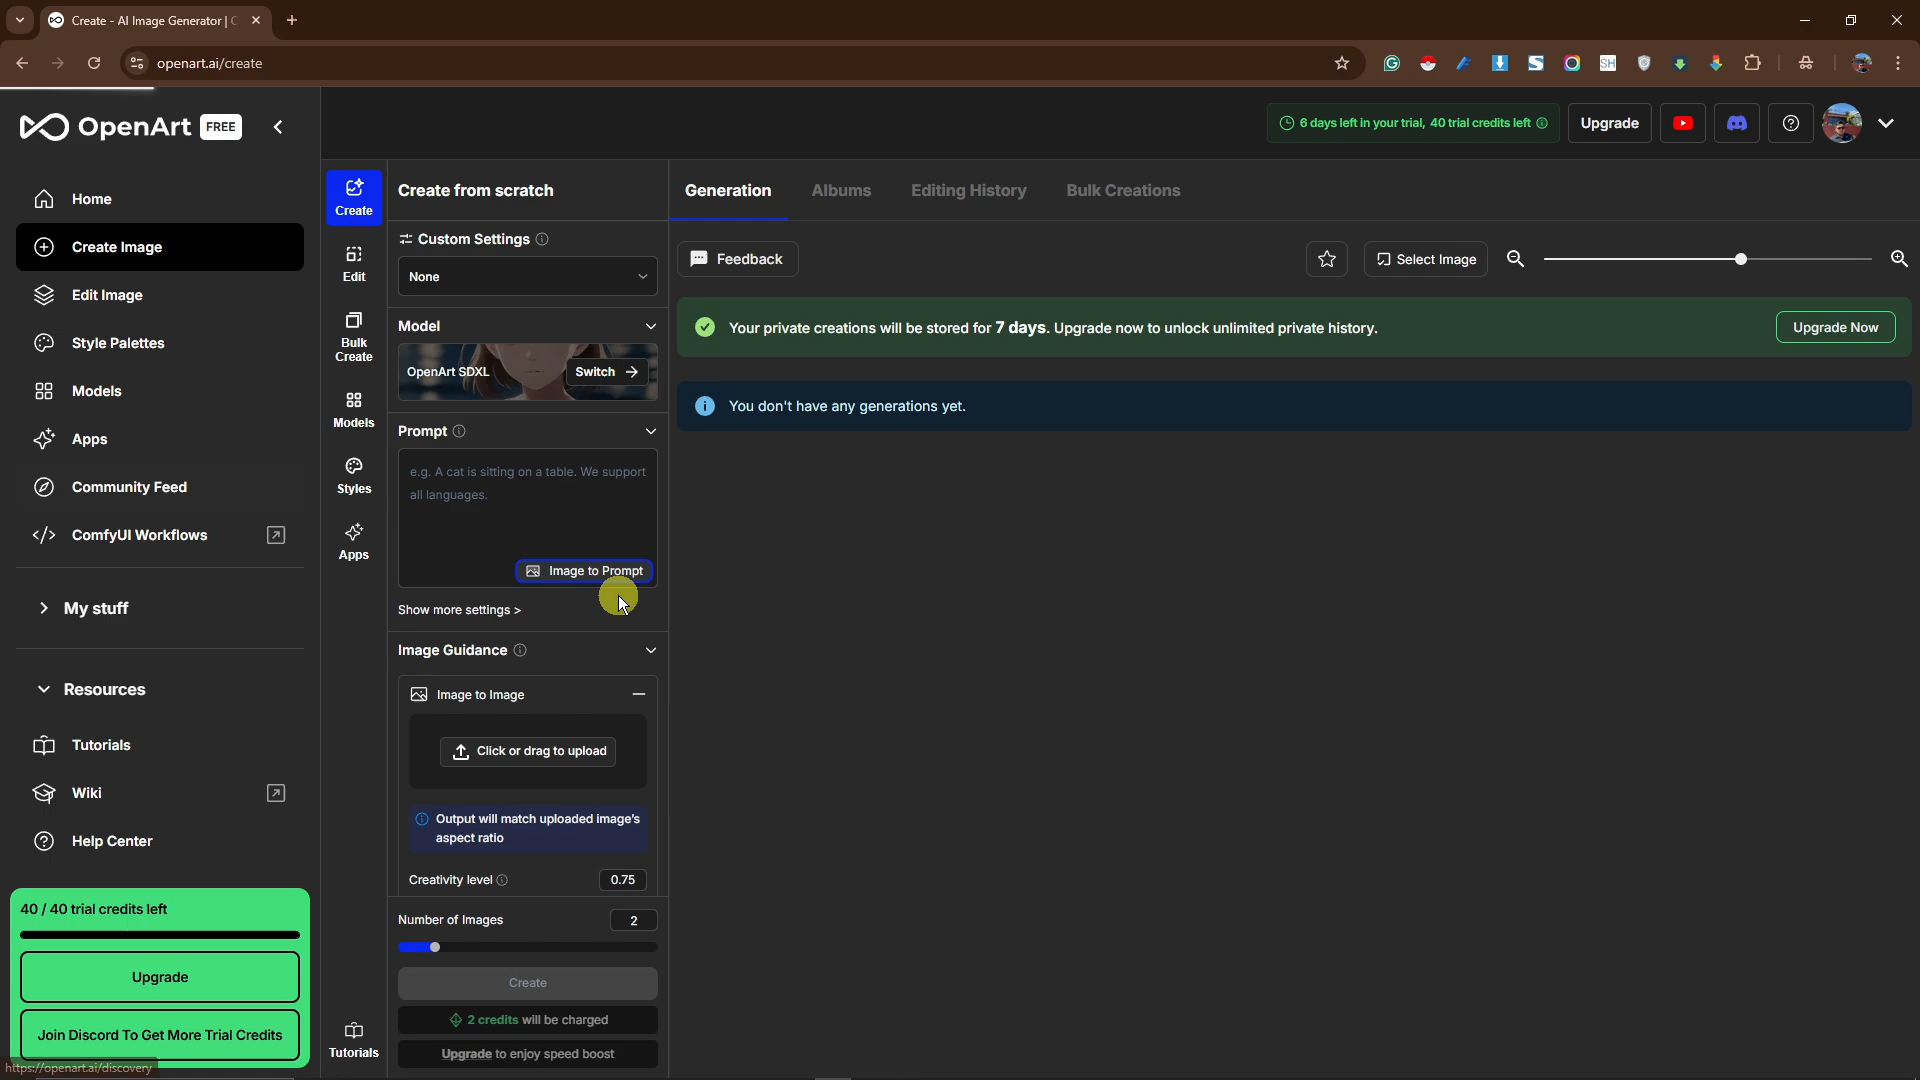 Create - AI Image Generator |
openart.ai/create
OpenArt FREE
6 days left in your trial, 40 trial credits left
Upgrade
Home
Create Image
Edit Image
Style Palettes
Models
Apps
Community Feed
ComfyUI Workflows
My stuff
Resources
Tutorials
Wiki
Help Center
40 / 40 trial credits left
Upgrade
Join Discord To Get More Trial Credits
https://openart.ai/discovery
Create
Edit
Bulk
Create
Models
Styles
Apps
Tutorials
Create from scratch
Custom Settings
None
Model
OpenArt SDXL
Switch
Prompt
e.g. A cat is sitting on a table. We support
all languages.
Image to Prompt
Show more settings >
Image Guidance
Image to Image
Click or drag to upload
Output will match uploaded image's
aspect ratio
Creativity level
0.75
Number of Images
2
Create
2 credits will be charged
Upgrade to enjoy speed boost
Generation
Albums
Editing History
Bulk Creations
Feedback
Select Image
Your private creations will be stored for 7 days. Upgrade now to unlock unlimited private history.
Upgrade Now
You don't have any generations yet.